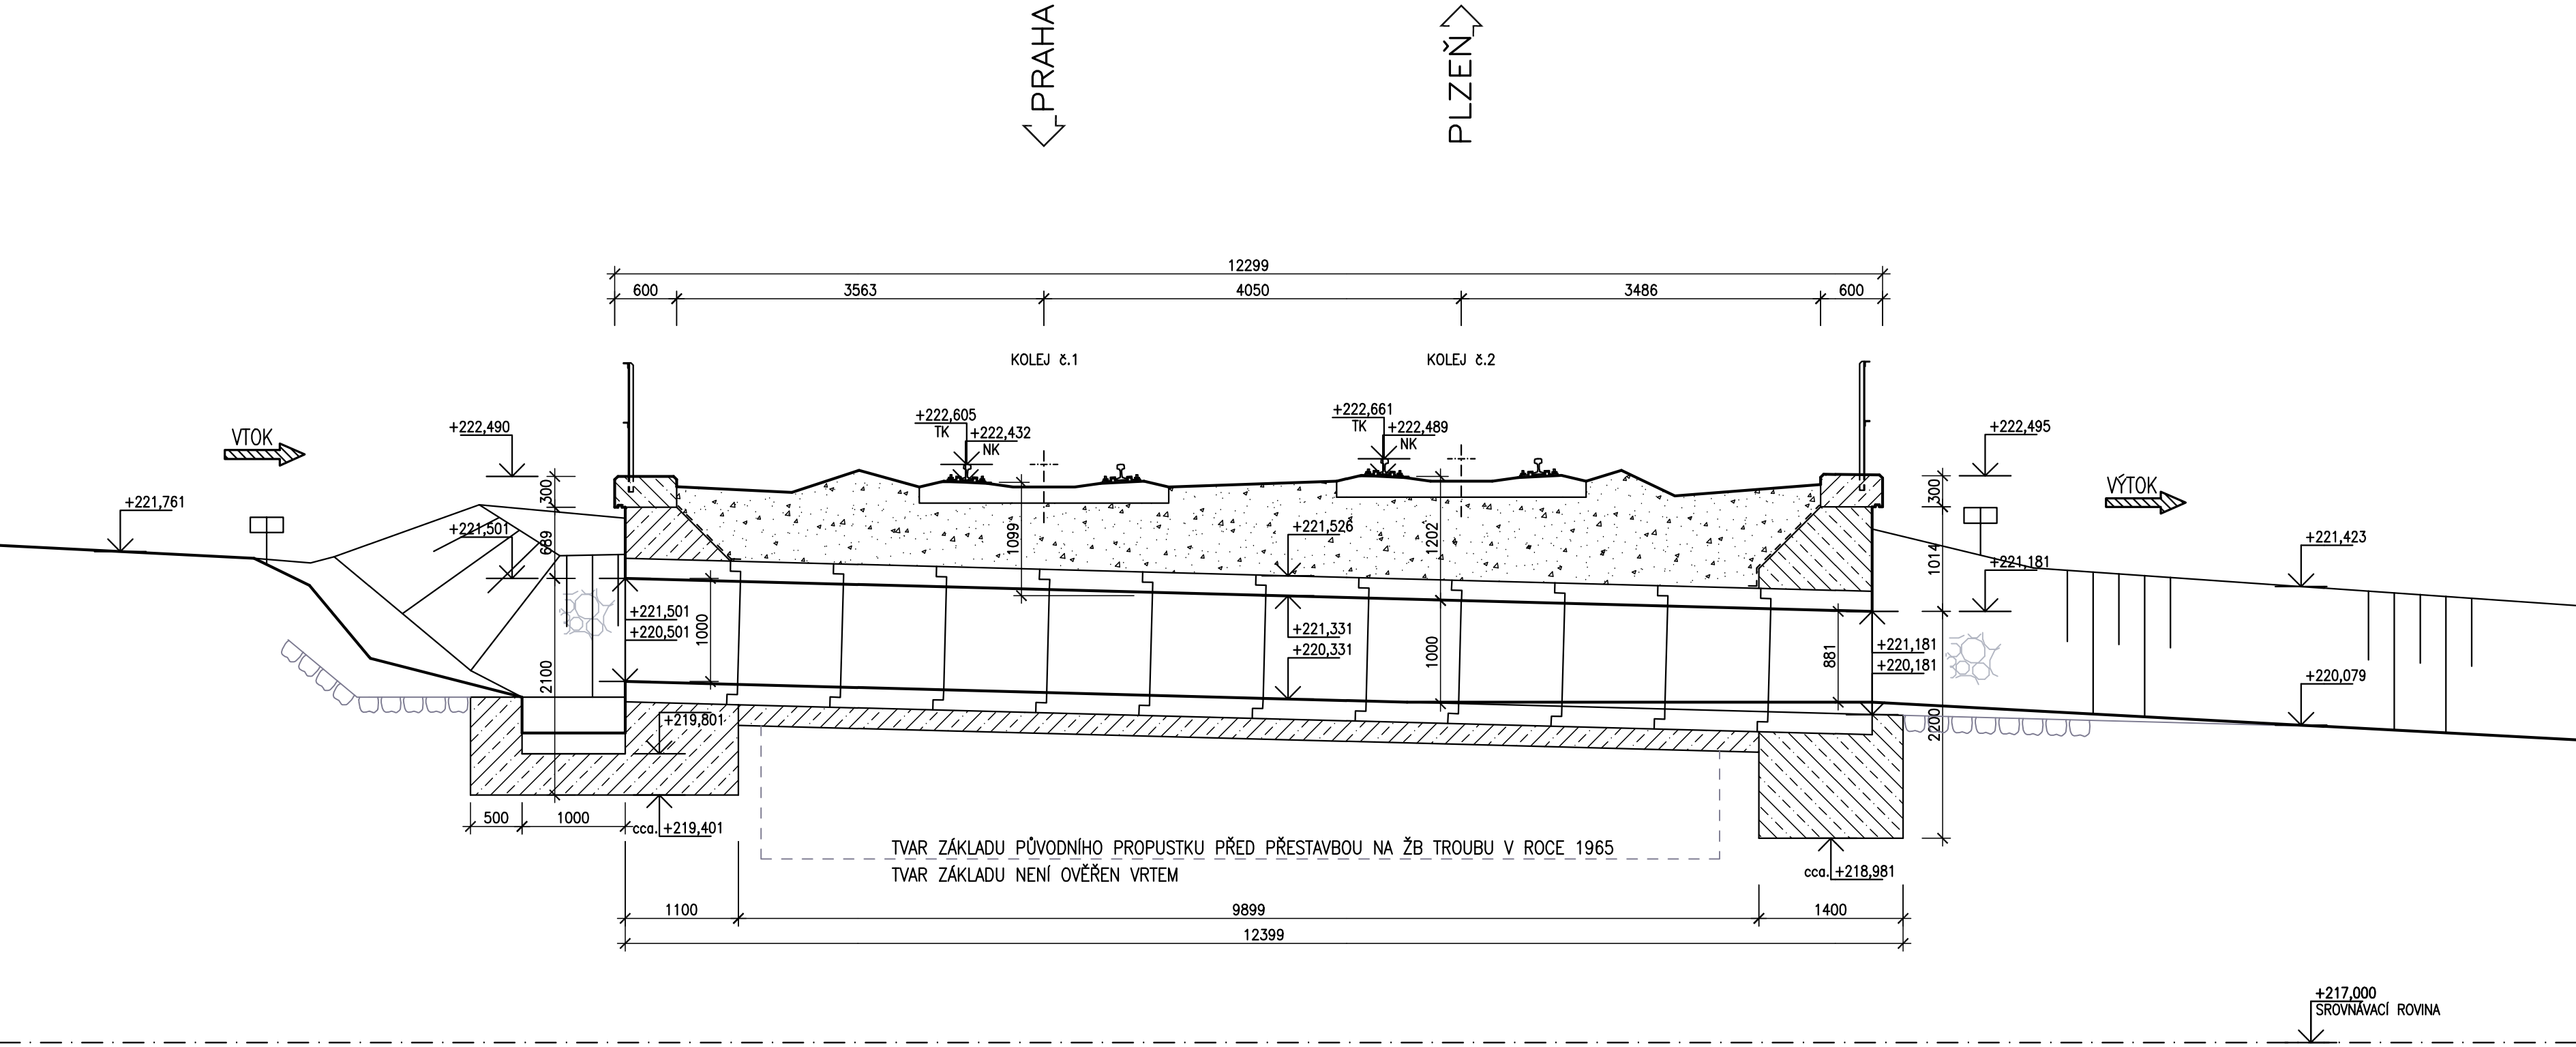 PRAHA
PLZEŇ
12299
600
3563
4050
3486
600
KOLEJ č.1
KOLEJ č.2
+222,605
TK
+222,432
NK
+222,661
TK
+222,489
NK
VTOK
+222,490
+222,495
VÝTOK
+221,761
300
689
+221,501
2100
+221,501
+220,501
1000
1099
+221,526
+221,331
+220,331
1202
1000
881
300
1014
+221,181
+221,181
+220,181
2200
+221,423
+220,079
+219,801
500
1000
cca. +219,401
TVAR ZÁKLADU PŮVODNÍHO PROPUSTKU PŘED PŘESTAVBOU NA ŽB TROUBU V ROCE 1965
TVAR ZÁKLADU NENÍ OVĚŘEN VRTEM
cca. +218,981
1100
9899
1400
12399
+217,000
SROVNÁVACÍ ROVINA